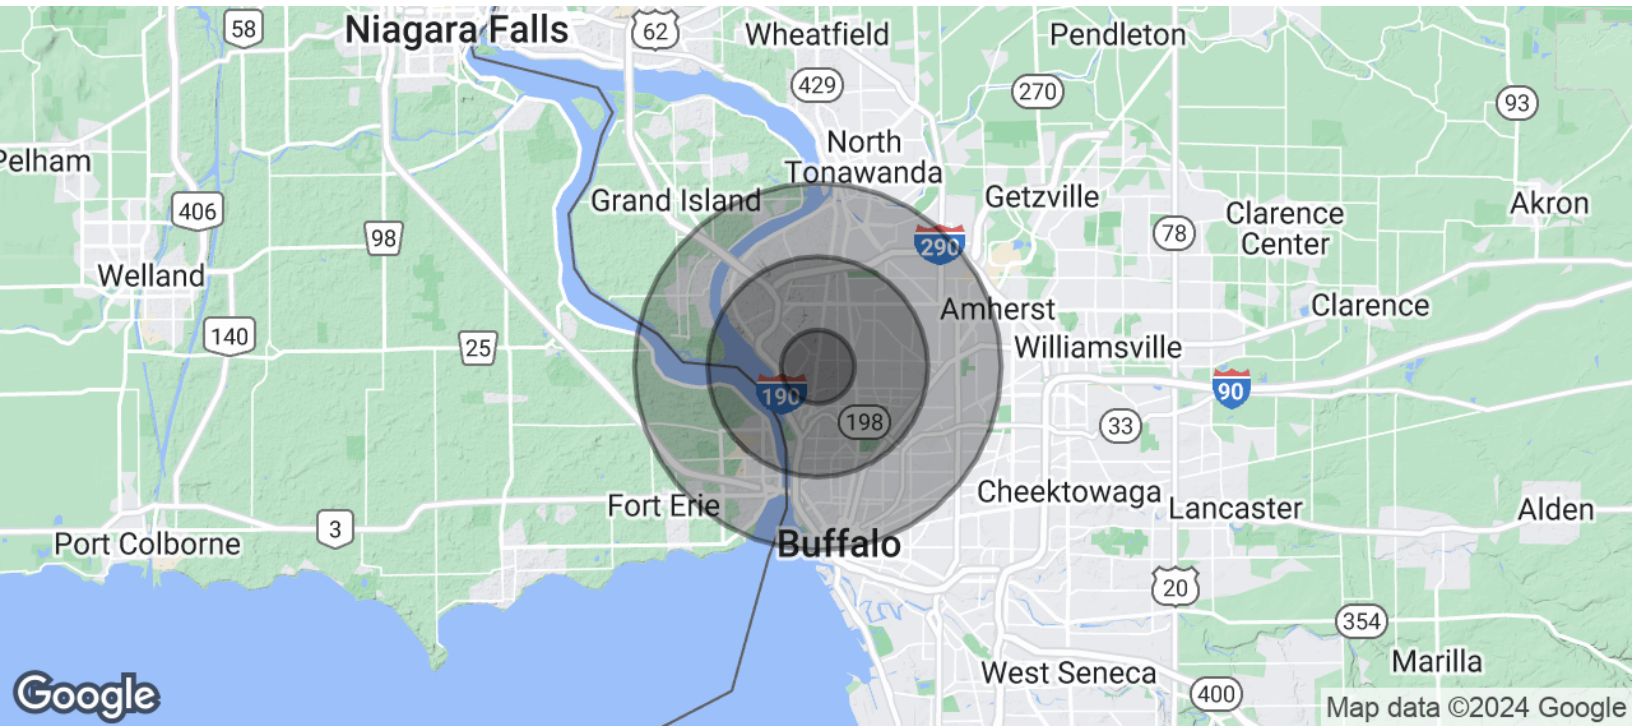 58
Niagara Falls
62
Wheatfield
Pendleton
429
270
93
North
Tonawanda
Pelham
406
Grand Island
Getzville
Akron
98
290
78
Clarence
Center
Welland
Amherst
Clarence
140
25
Williamsville
190
90
198
33
Fort Erie
Cheektowaga
Lancaster
Alden
3
Port Colborne
Buffalo
20
354
West Seneca
Marilla
400
Google
Map data ©2024 Google